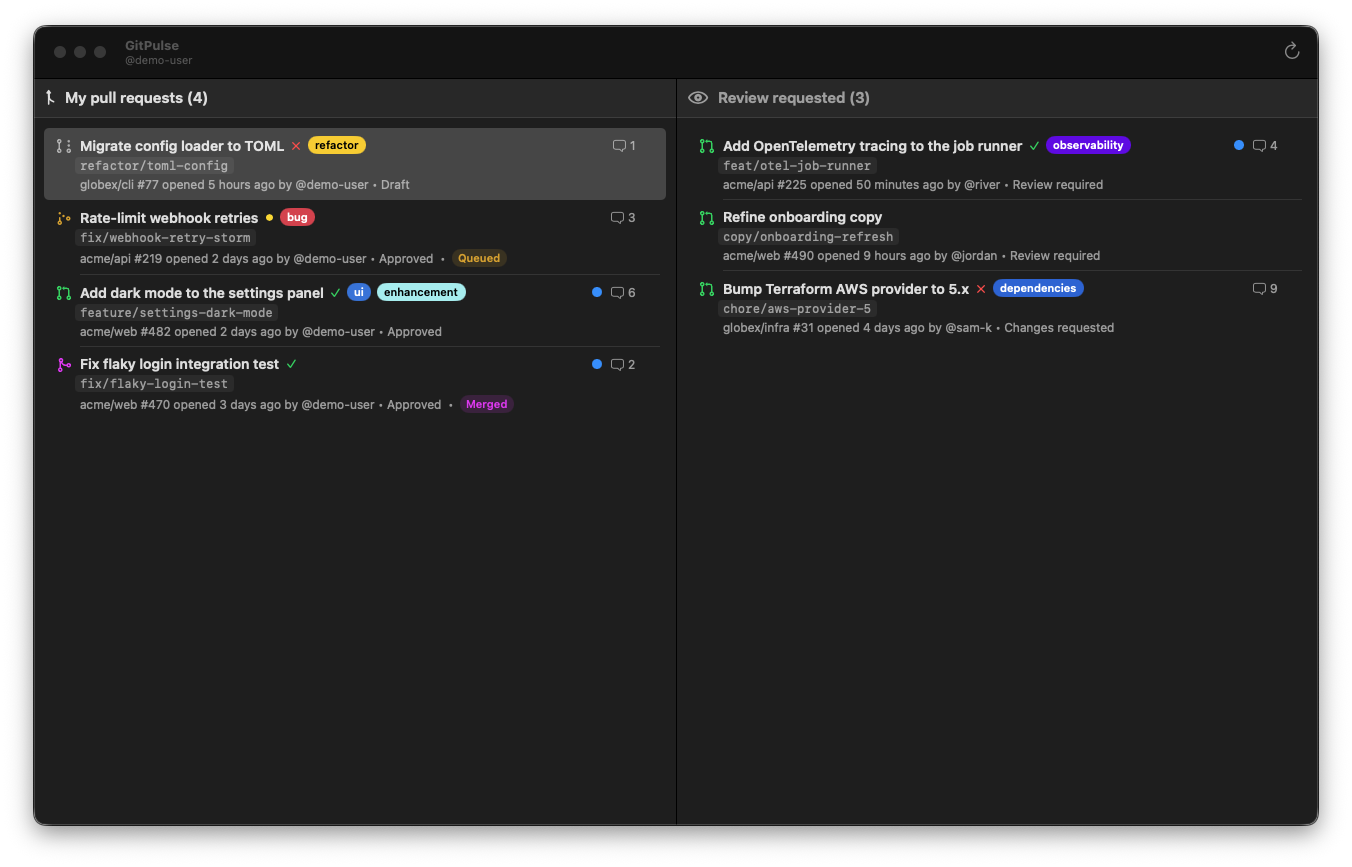 GitPulse
@demo-user
My pull requests (4)
Migrate config loader to TOML refactor 1
refactor/toml-config
globex/cli #77 opened 5 hours ago by @demo-user • Draft
Rate-limit webhook retries bug 3
fix/webhook-retry-storm
acme/api #219 opened 2 days ago by @demo-user • Approved • Queued
Add dark mode to the settings panel ui enhancement 6
feature/settings-dark-mode
acme/web #482 opened 2 days ago by @demo-user • Approved
Fix flaky login integration test 2
fix/flaky-login-test
acme/web #470 opened 3 days ago by @demo-user • Approved • Merged
Review requested (3)
Add OpenTelemetry tracing to the job runner observability 4
feat/otel-job-runner
acme/api #225 opened 50 minutes ago by @river • Review required
Refine onboarding copy
copy/onboarding-refresh
acme/web #490 opened 9 hours ago by @jordan • Review required
Bump Terraform AWS provider to 5.x dependencies 9
chore/aws-provider-5
globex/infra #31 opened 4 days ago by @sam-k • Changes requested